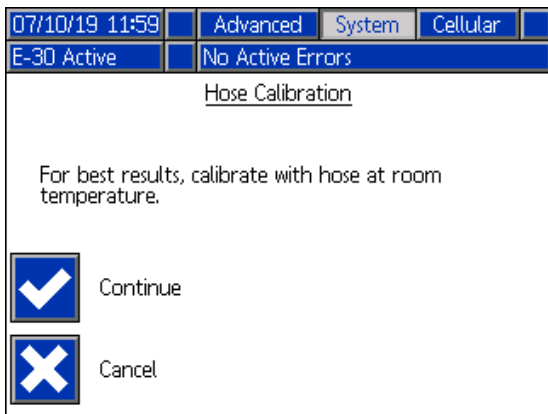 07/10/19 11:59 Advanced System Cellular
E-30 Active No Active Errors
Hose Calibration
For best results, calibrate with hose at room
temperature.
Continue
Cancel